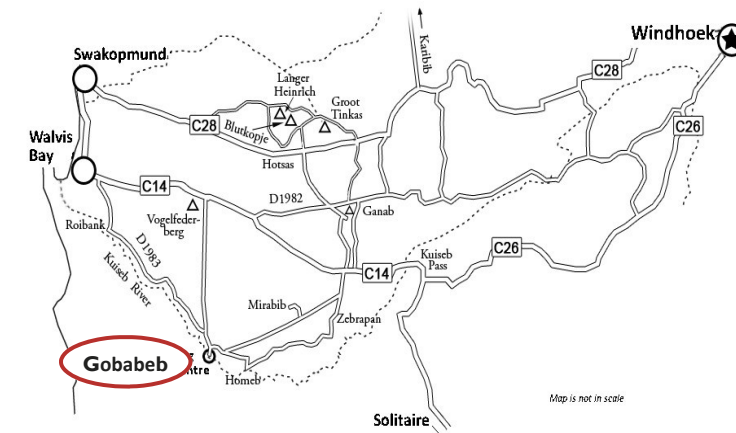 Windhoek
Swakopmund
Karibib
C28
Langer
Heinrich
Groot
Tinkas
Blutkopje
C28
C26
Walvis
Bay
Hotsas
C14
D1982
Ganab
Vogelfeder-
berg
Roibank
D1983
Kuiseb River
C26
Kuiseb
Pass
C14
Mirabib
Zebrapan
Gobabeb
ntre
Homeb
Map is not in scale
Solitaire